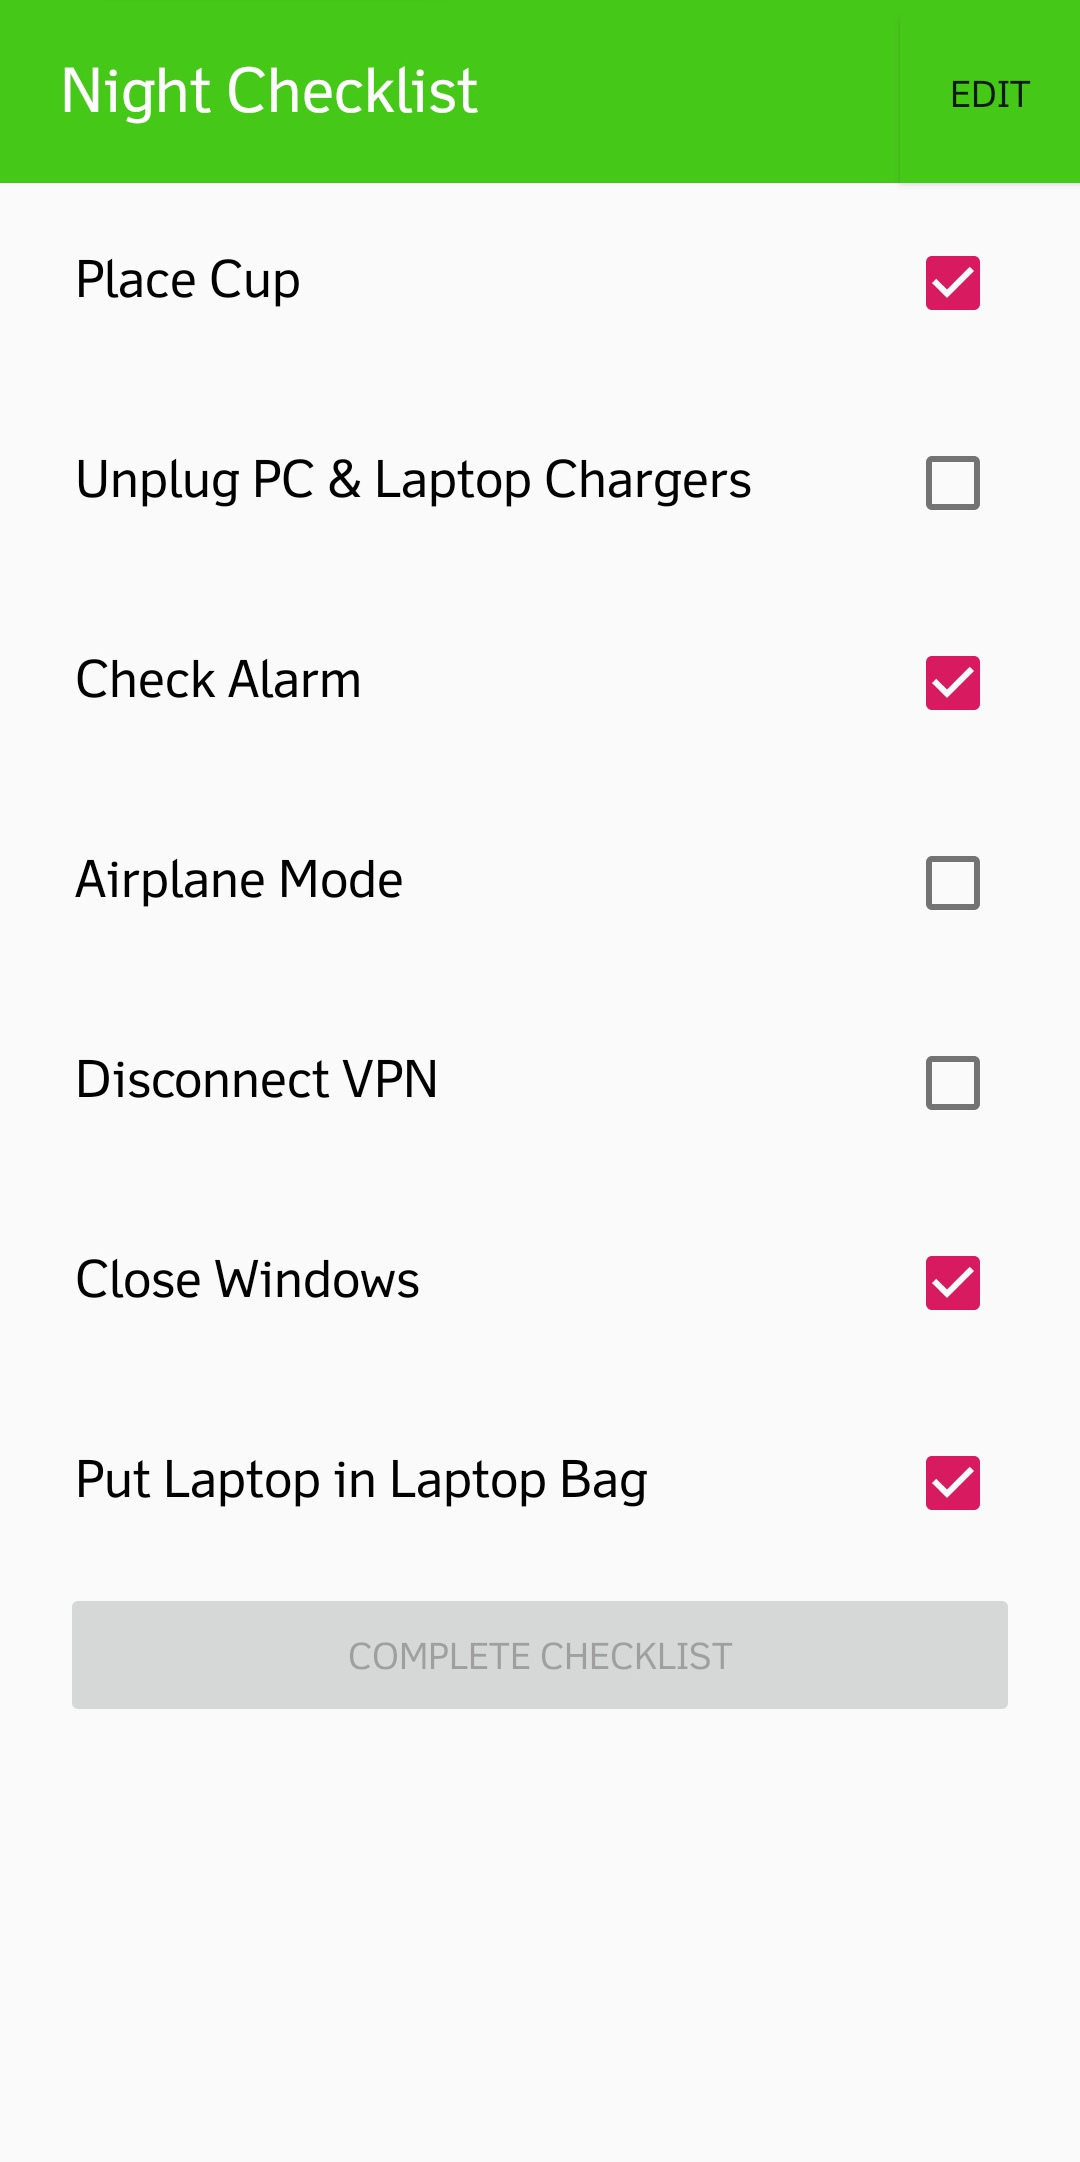 Night Checklist
EDIT
Place Cup
Unplug PC & Laptop Chargers
Check Alarm
Airplane Mode
Disconnect VPN
Close Windows
Put Laptop in Laptop Bag
COMPLETE CHECKLIST